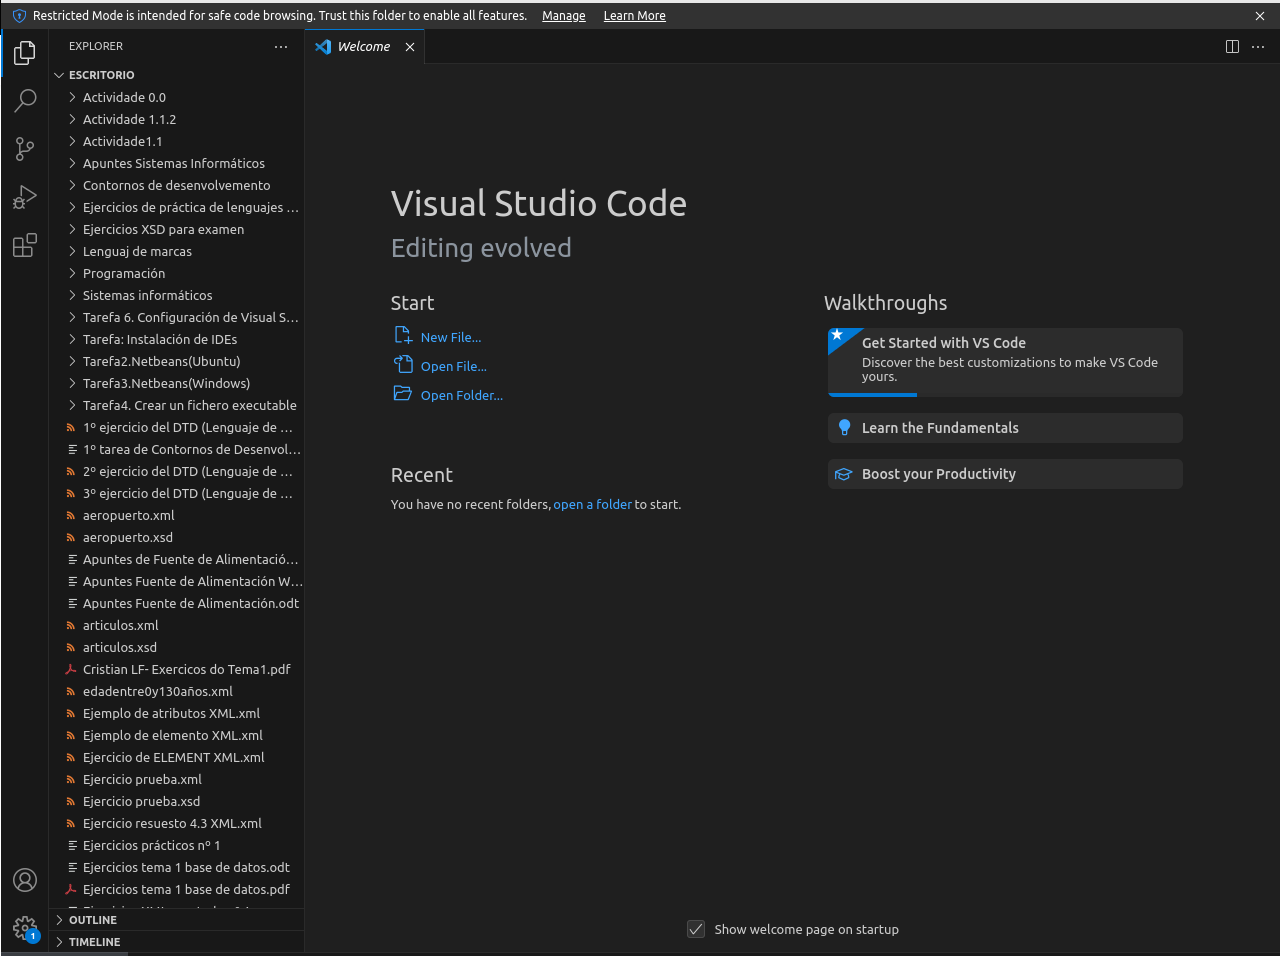 Restricted Mode is intended for safe code browsing. Trust this folder to enable all features. Manage Learn More
EXPLORER
Welcome
ESCRITORIO
Actividade 0.0
Actividade 1.1.2
Actividade1.1
Apuntes Sistemas Informáticos
Contornos de desenvolvemento
Ejercicios de práctica de lenguajes ...
Ejercicios XSD para examen
Lenguaj de marcas
Programación
Sistemas informáticos
Tarefa 6. Configuración de Visual S...
Tarefa: Instalación de IDEs
Tarefa2.Netbeans(Ubuntu)
Tarefa3.Netbeans(Windows)
Tarefa4. Crear un fichero executable
1º ejercicio del DTD (Lenguaje de ...
1º tarea de Contornos de Desenvol...
2º ejercicio del DTD (Lenguaje de ...
3º ejercicio del DTD (Lenguaje de ...
aeropuerto.xml
aeropuerto.xsd
Apuntes de Fuente de Alimentació...
Apuntes Fuente de Alimentación W...
Apuntes Fuente de Alimentación.odt
articulos.xml
articulos.xsd
Cristian LF- Exercicos do Tema1.pdf
edadentre0y130años.xml
Ejemplo de atributos XML.xml
Ejemplo de elemento XML.xml
Ejercicio de ELEMENT XML.xml
Ejercicio prueba.xml
Ejercicio prueba.xsd
Ejercicio resuesto 4.3 XML.xml
Ejercicios prácticos nº 1
Ejercicios tema 1 base de datos.odt
Ejercicios tema 1 base de datos.pdf
OUTLINE
TIMELINE
1
Visual Studio Code
Editing evolved
Start
New File...
Open File...
Open Folder...
Recent
You have no recent folders, open a folder to start.
Walkthroughs
Get Started with VS Code
Discover the best customizations to make VS Code
yours.
Learn the Fundamentals
Boost your Productivity
Show welcome page on startup